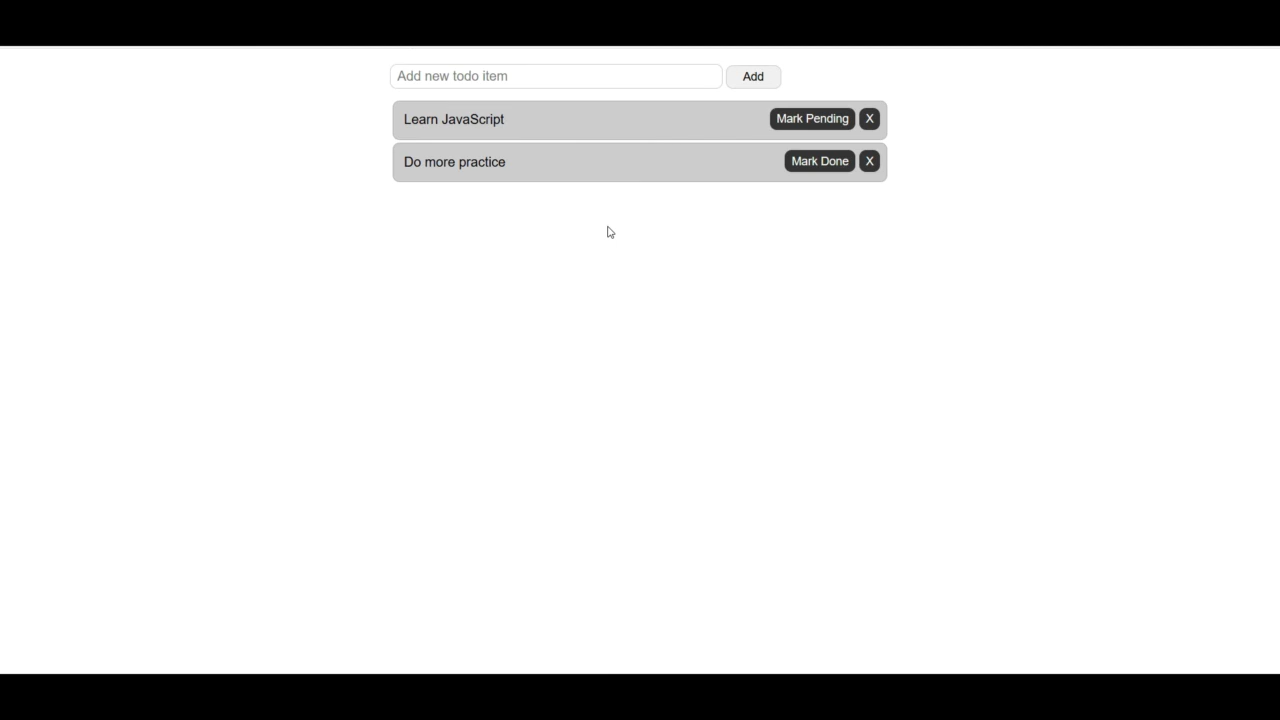 Add new todo item Add
Learn JavaScript Mark Pending X
Do more practice Mark Done X